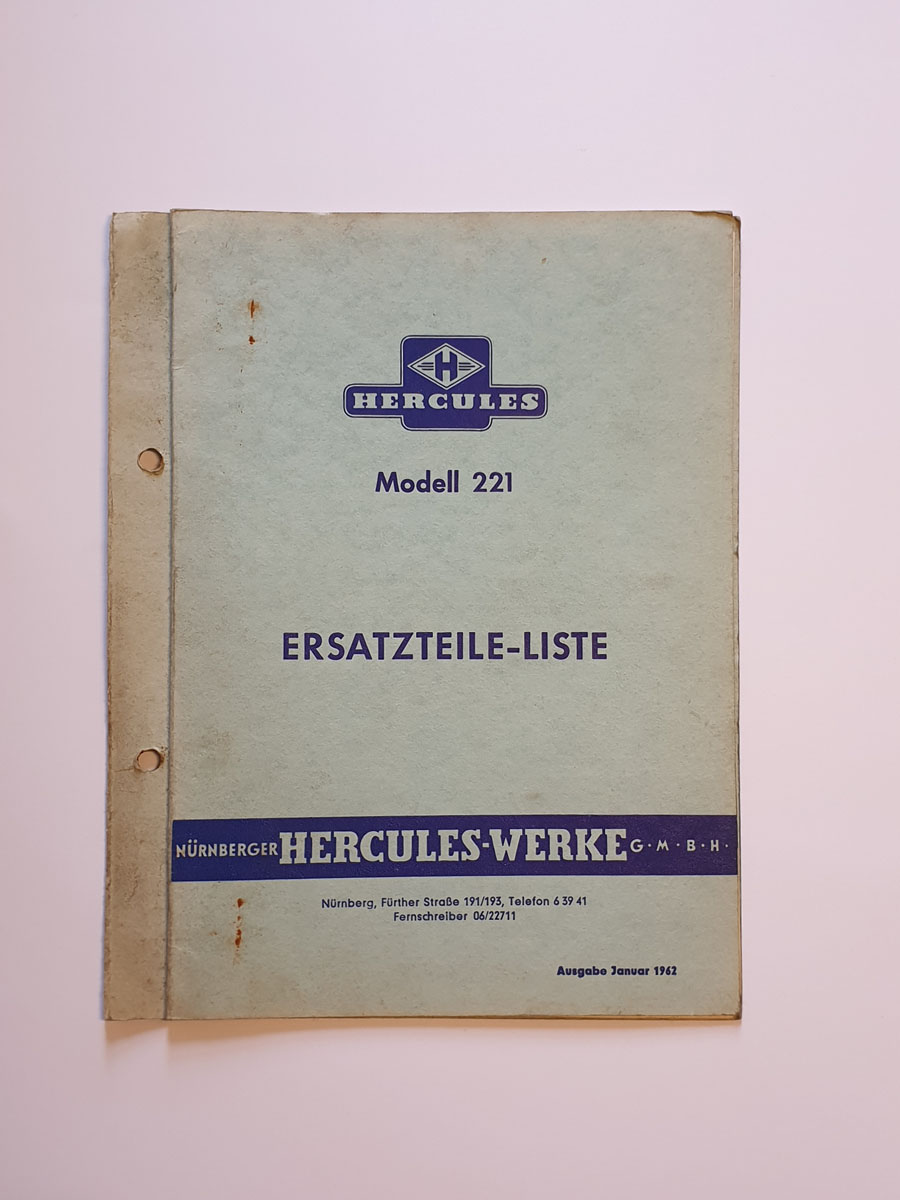 H
HERCULES
Modell 221
ERSATZTEILE-LISTE
NÜRNBERGER HERCULES-WERKE G·M·B·H·
Nürnberg, Fürther Straße 191/193, Telefon 6 39 41
Fernschreiber 06/22711
Ausgabe Januar 1962